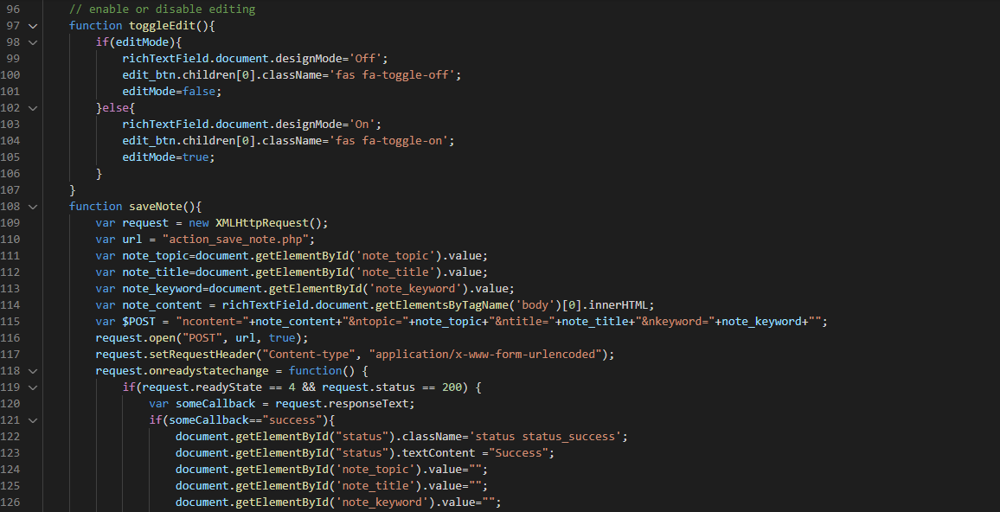 96 // enable or disable editing
97 function toggleEdit(){
98 if(editMode){
99 richTextField.document.designMode='Off';
100 edit_btn.children[0].className='fas fa-toggle-off';
101 editMode=false;
102 }else{
103 richTextField.document.designMode='On';
104 edit_btn.children[0].className='fas fa-toggle-on';
105 editMode=true;
106 }
107 }
108 function saveNote(){
109 var request = new XMLHttpRequest();
110 var url = "action_save_note.php";
111 var note_topic=document.getElementById('note_topic').value;
112 var note_title=document.getElementById('note_title').value;
113 var note_keyword=document.getElementById('note_keyword').value;
114 var note_content = richTextField.document.getElementsByTagName('body')[0].innerHTML;
115 var $POST = "ncontent="+note_content+"&ntopic="+note_topic+"&ntitle="+note_title+"&nkeyword="+note_keyword+"";
116 request.open("POST", url, true);
117 request.setRequestHeader("Content-type", "application/x-www-form-urlencoded");
118 request.onreadystatechange = function() {
119 if(request.readyState == 4 && request.status == 200) {
120 var someCallback = request.responseText;
121 if(someCallback=="success"){
122 document.getElementById("status").className='status status_success';
123 document.getElementById("status").textContent ="Success";
124 document.getElementById('note_topic').value="";
125 document.getElementById('note_title').value="";
126 document.getElementById('note_keyword').value="";